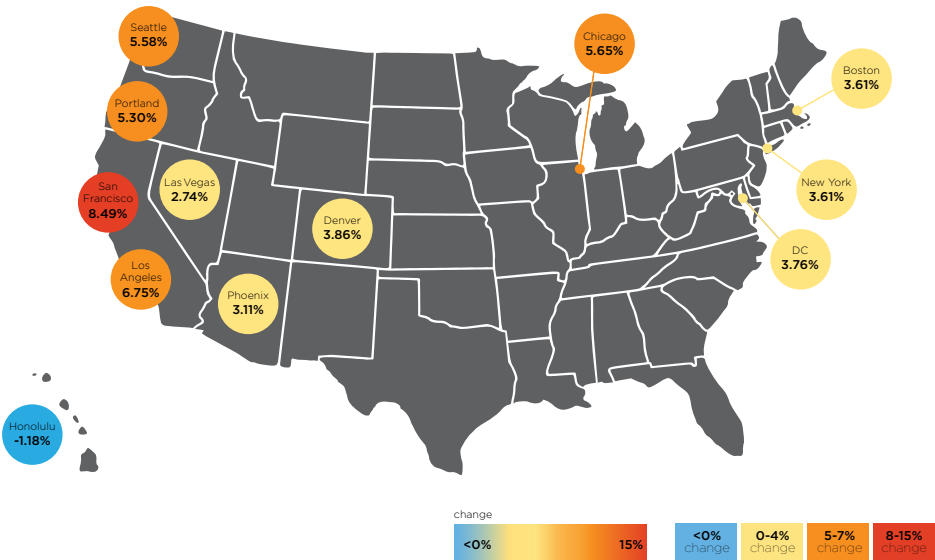 Seattle
5.58%
Chicago
5.65%
Boston
3.61%
Portland
5.30%
Las Vegas
2.74%
San
Francisco
8.49%
New York
3.61%
Denver
3.86%
DC
3.76%
Los
Angeles
6.75%
Phoenix
3.11%
Honolulu
-1.18%
change
<0% 15%
<0%
change
0-4%
change
5-7%
change
8-15%
change